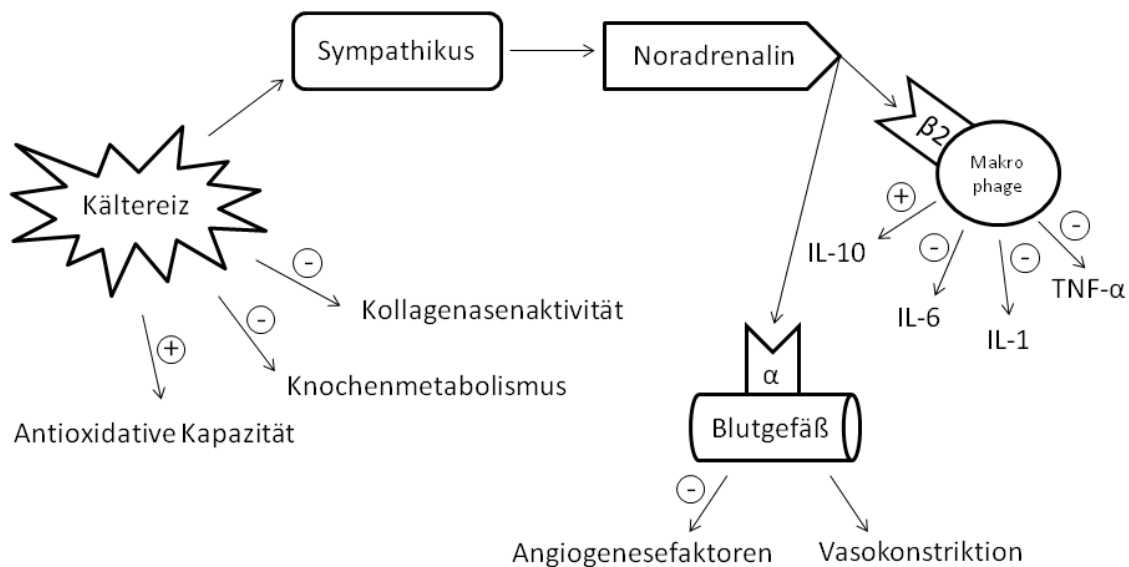 Sympathikus
Noradrenalin
β2
Makro
phage
Kältereiz
+
-
-
-
IL-10
TNF-α
IL-6
IL-1
-
Kollagenasenaktivität
-
+
Knochenmetabolismus
α
Antioxidative Kapazität
Blutgefäß
-
Angiogenesefaktoren
Vasokonstriktion